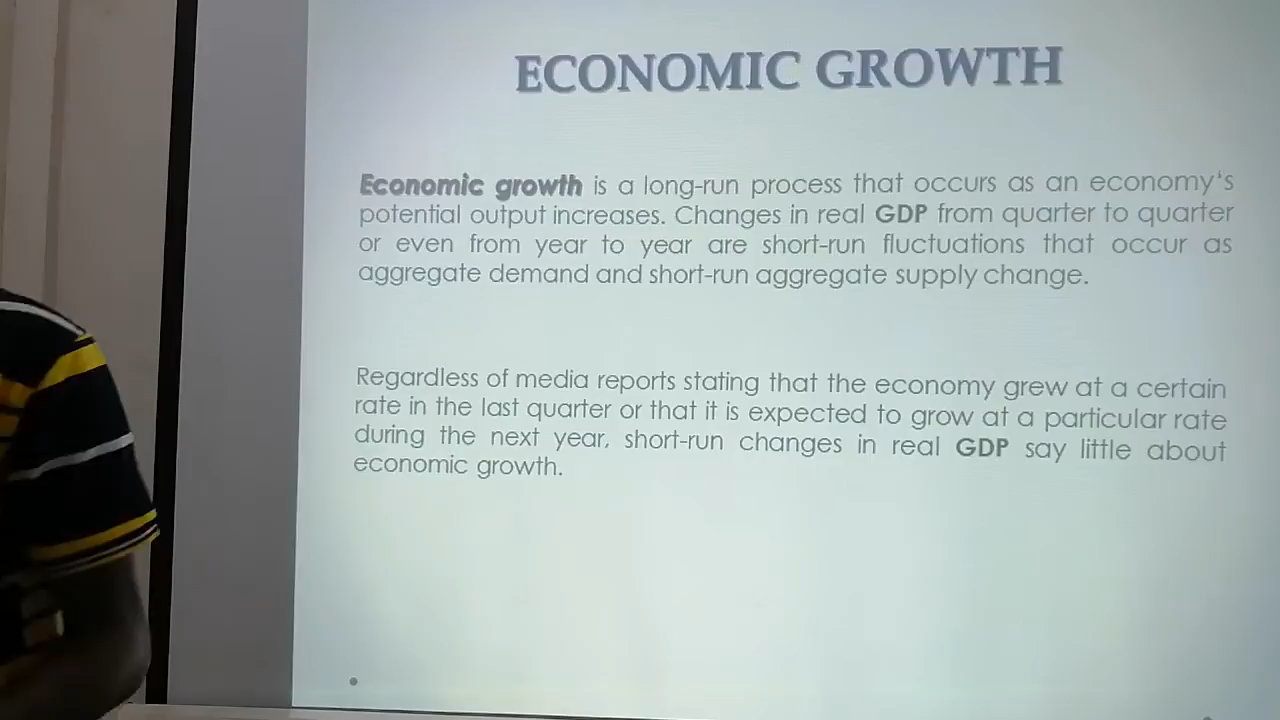 ECONOMIC GROWTH
Economic growth is a long-run process that occurs as an economy‘s
potential output increases. Changes in real GDP from quarter to quarter
or even from year to year are short-run fluctuations that occur as
aggregate demand and short-run aggregate supply change.
Regardless of media reports stating that the economy grew at a certain
rate in the last quarter or that it is expected to grow at a particular rate
during the next year, short-run changes in real GDP say little about
economic growth.